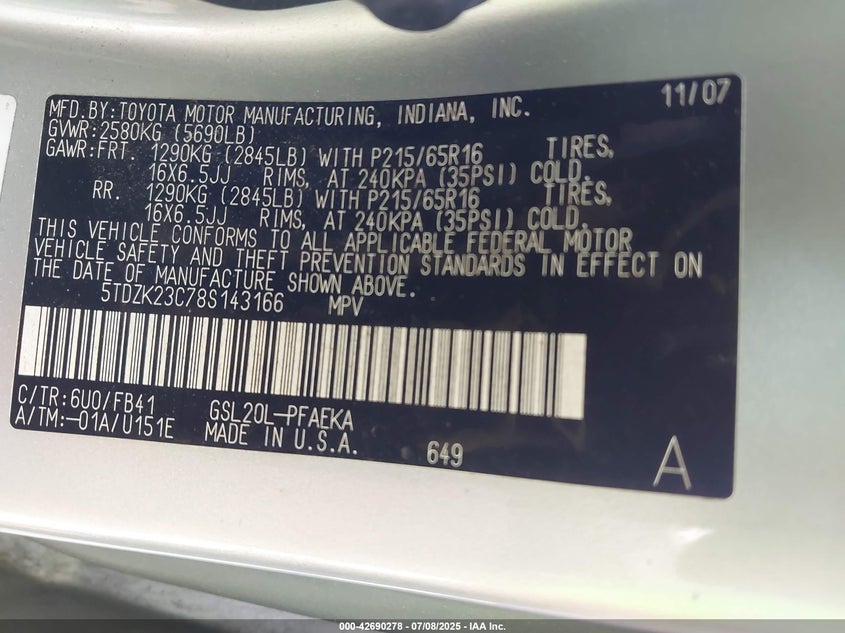 MFD.BY:TOYOTA MOTOR MANUFACTURING, INDIANA, INC. 11/07
GVWR:2580KG (5690LB)
GAWR:FRT. 1290KG (2845LB) WITH P215/65R16 TIRES,
16X6.5JJ RIMS, AT 240KPA (35PSI) COLD.
RR. 1290KG (2845LB) WITH P215/65R16 TIRES,
16X6.5JJ RIMS, AT 240KPA (35PSI) COLD.
THIS VEHICLE CONFORMS TO ALL APPLICABLE FEDERAL MOTOR
VEHICLE SAFETY AND THEFT PREVENTION STANDARDS IN EFFECT ON
THE DATE OF MANUFACTURE SHOWN ABOVE.
5TDZK23C78S143166 MPV
C/TR:6U0/FB41 GSL20L-PFAEKA
A/TM:-01A/U151E MADE IN U.S.A. 649 A
000-42690278 - 07/08/2025 - IAA Inc.